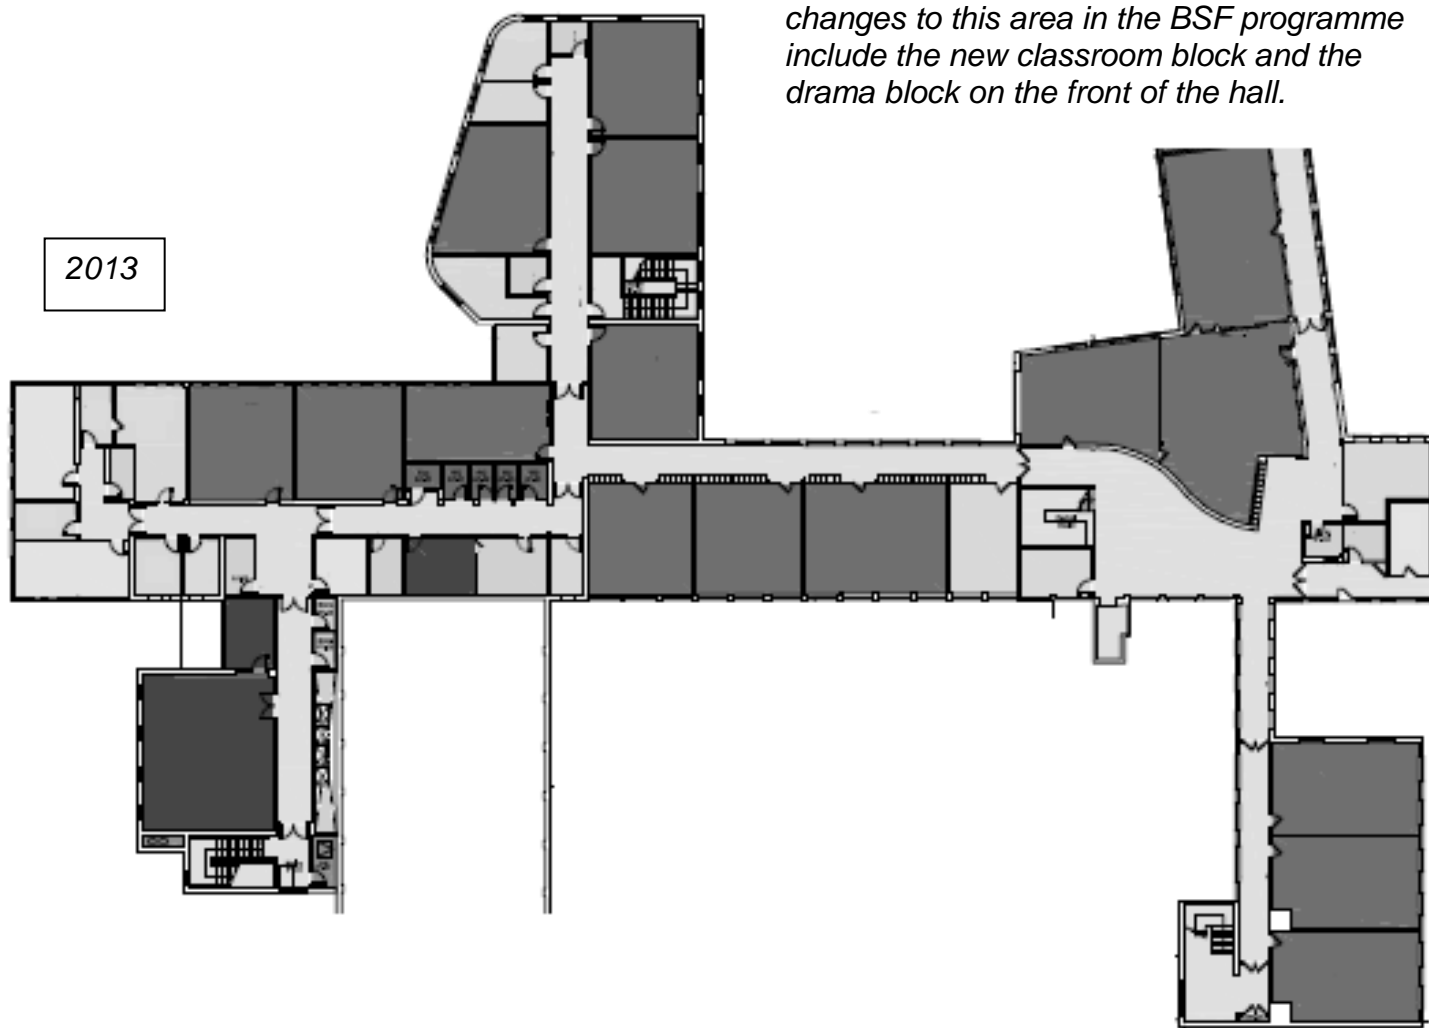 changes to this area in the BSF programme
include the new classroom block and the
drama block on the front of the hall.
2013